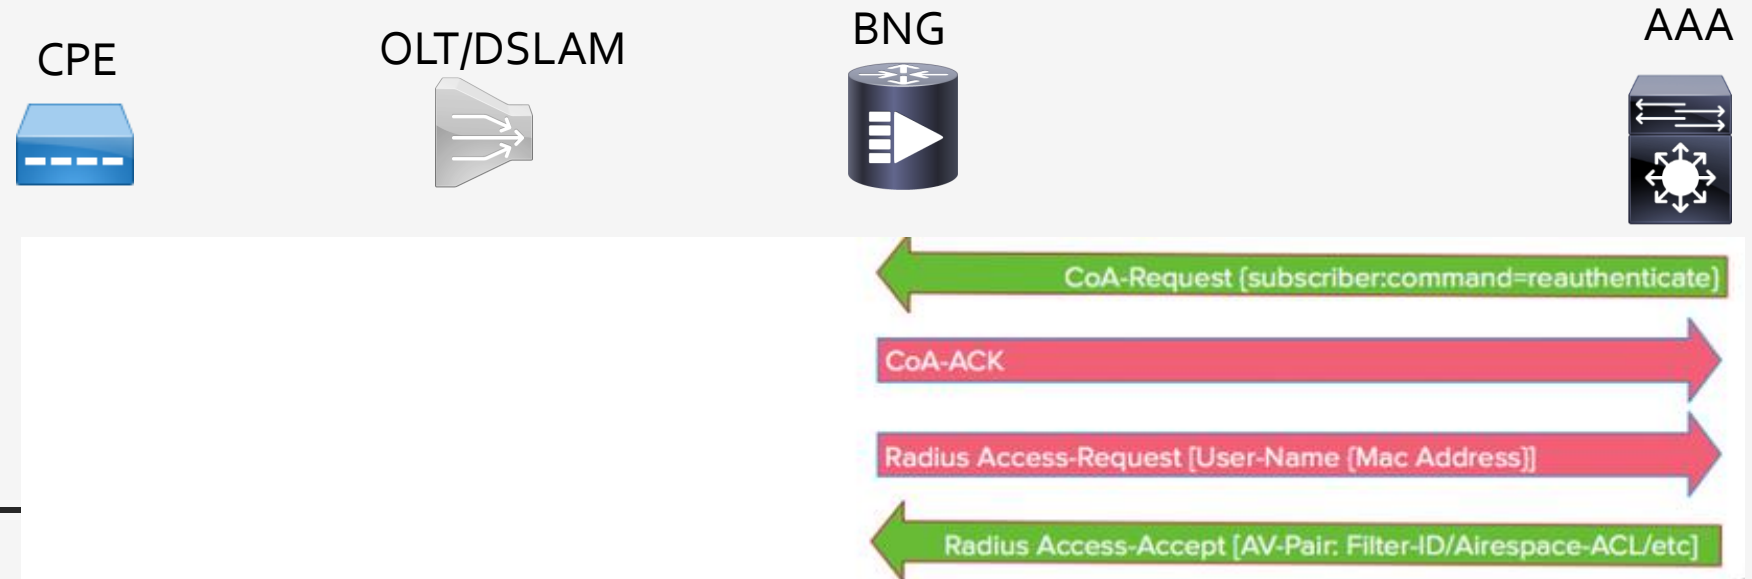 CPE
OLT/DSLAM
BNG
AAA
CoA-Request [subscriber:command=reauthenticate]
CoA-ACK
Radius Access-Request [User-Name (Mac Address)]
Radius Access-Accept [AV-Pair: Filter-ID/Airespace-ACL/etc]